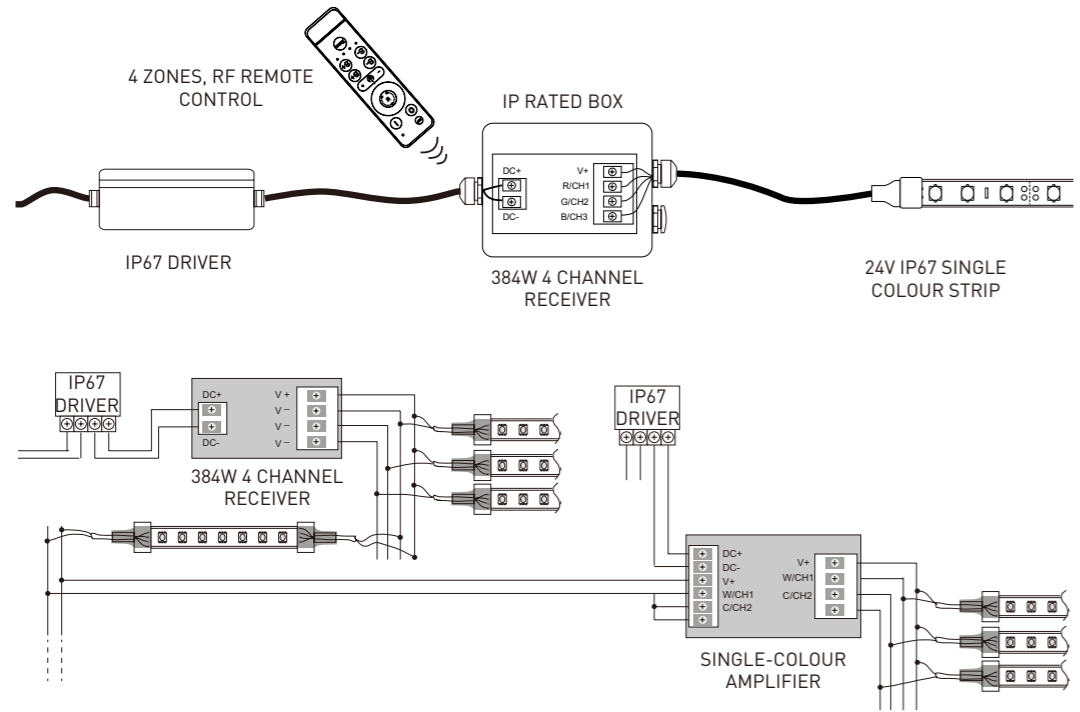 4 ZONES, RF REMOTE
CONTROL
IP RATED BOX
DC+
DC-
V+
R/CH1
G/CH2
B/CH3
IP67 DRIVER
384W 4 CHANNEL
RECEIVER
24V IP67 SINGLE
COLOUR STRIP
IP67
DRIVER
DC+
DC-
V +
V –
V –
V –
384W 4 CHANNEL
RECEIVER
IP67
DRIVER
DC+
DC-
V+
W/CH1
C/CH2
V+
W/CH1
C/CH2
SINGLE-COLOUR
AMPLIFIER